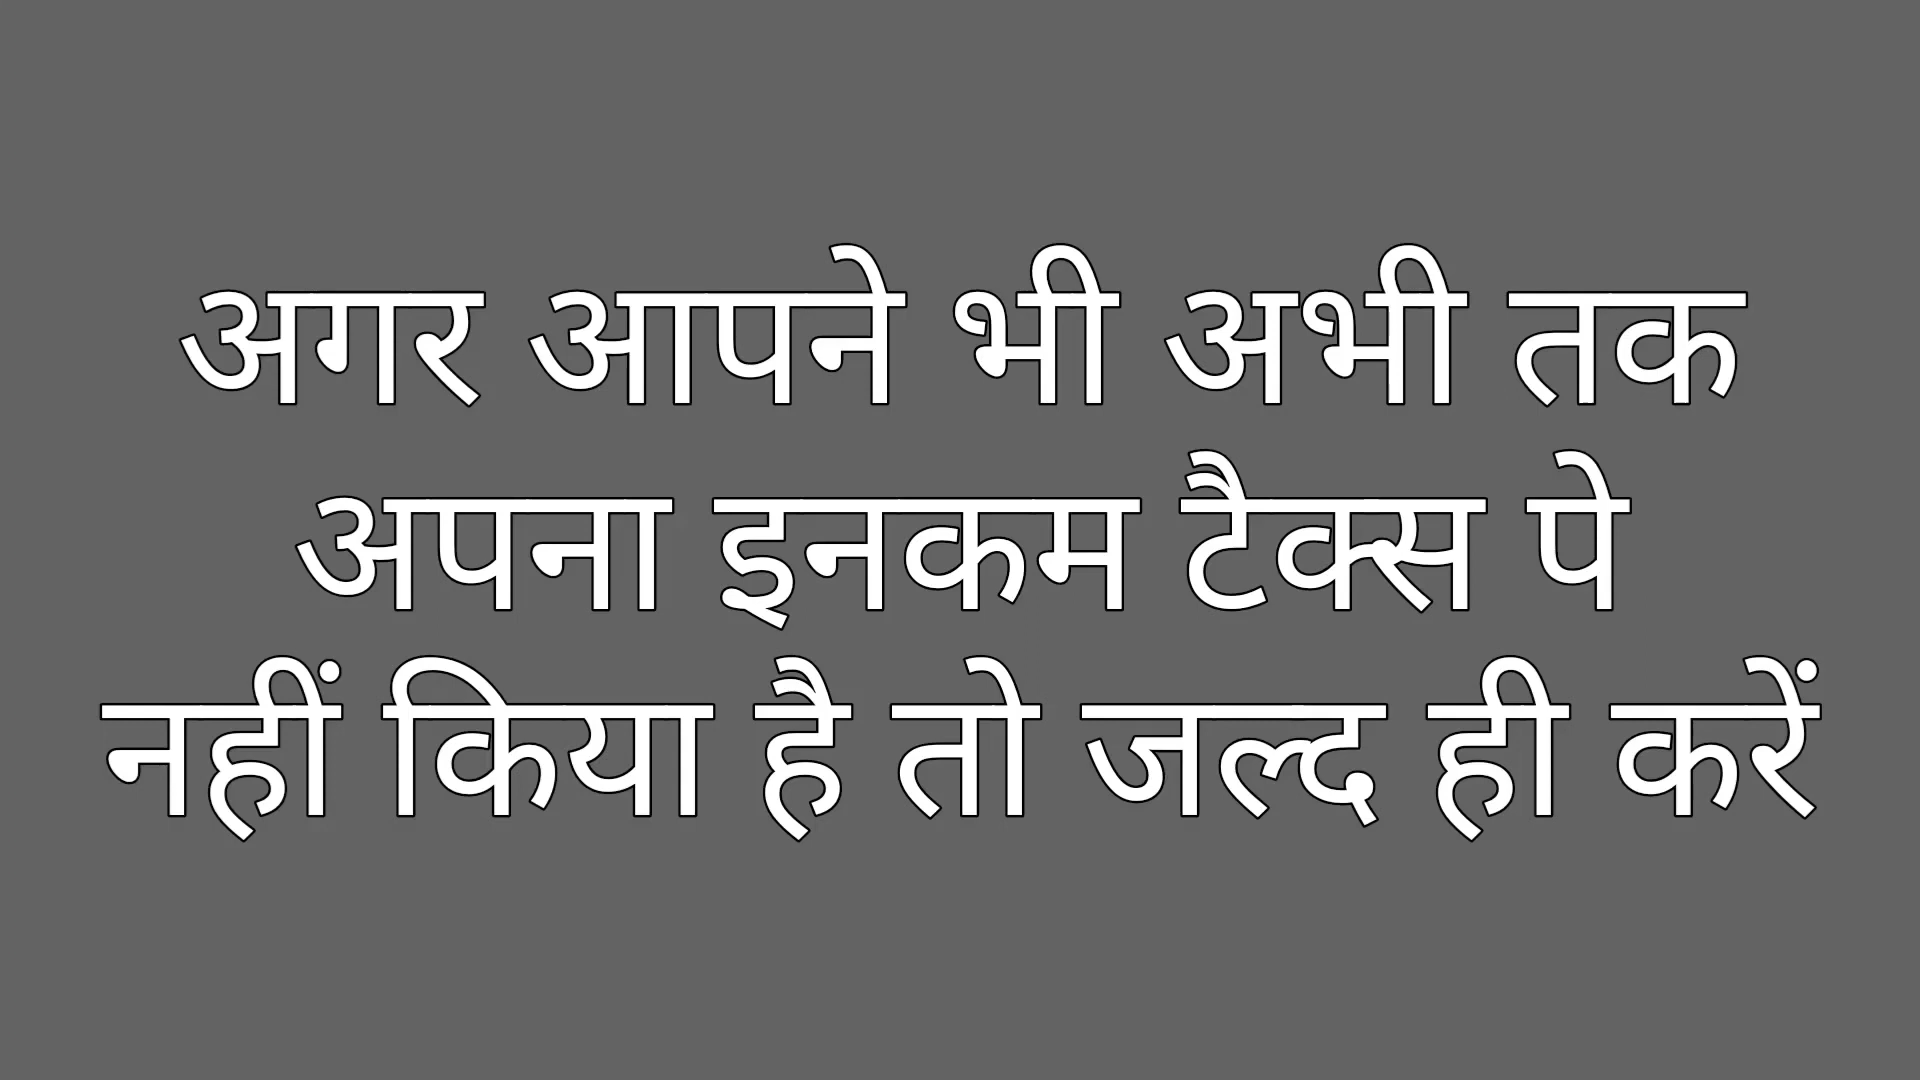 अगर आपने भी अभी तक
अपना इनकम टैक्स पे
नहीं किया है तो जल्द ही करें